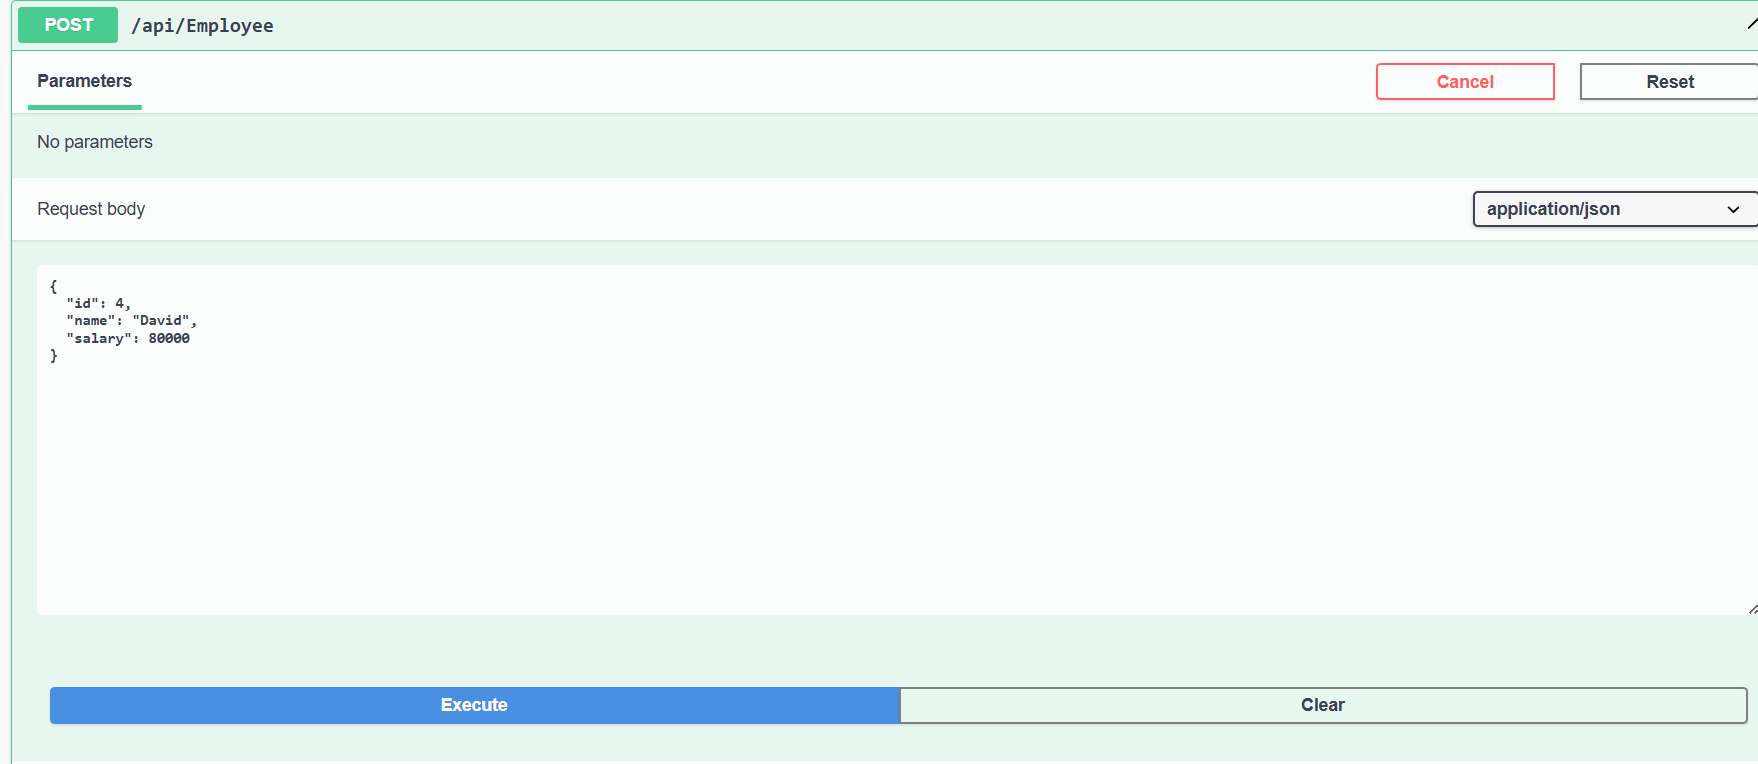 POST /api/Employee
Parameters
Cancel
Reset
No parameters
Request body
application/json
{
  "id": 4,
  "name": "David",
  "salary": 80000
}
Execute
Clear